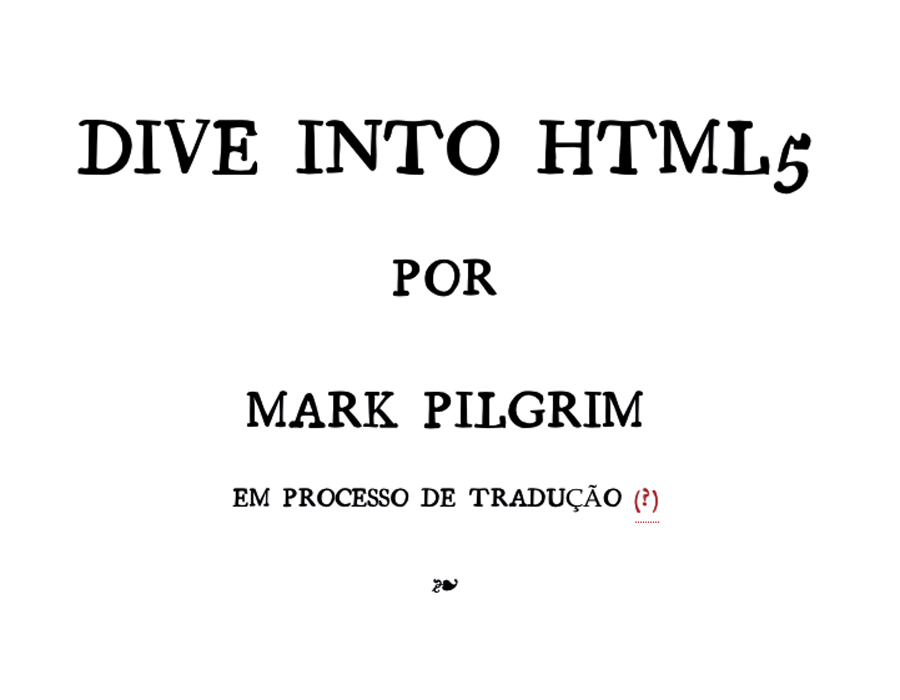 DIVE INTO HTML5
POR
MARK PILGRIM
EM PROCESSO DE TRADUÇÃO (?)
❧